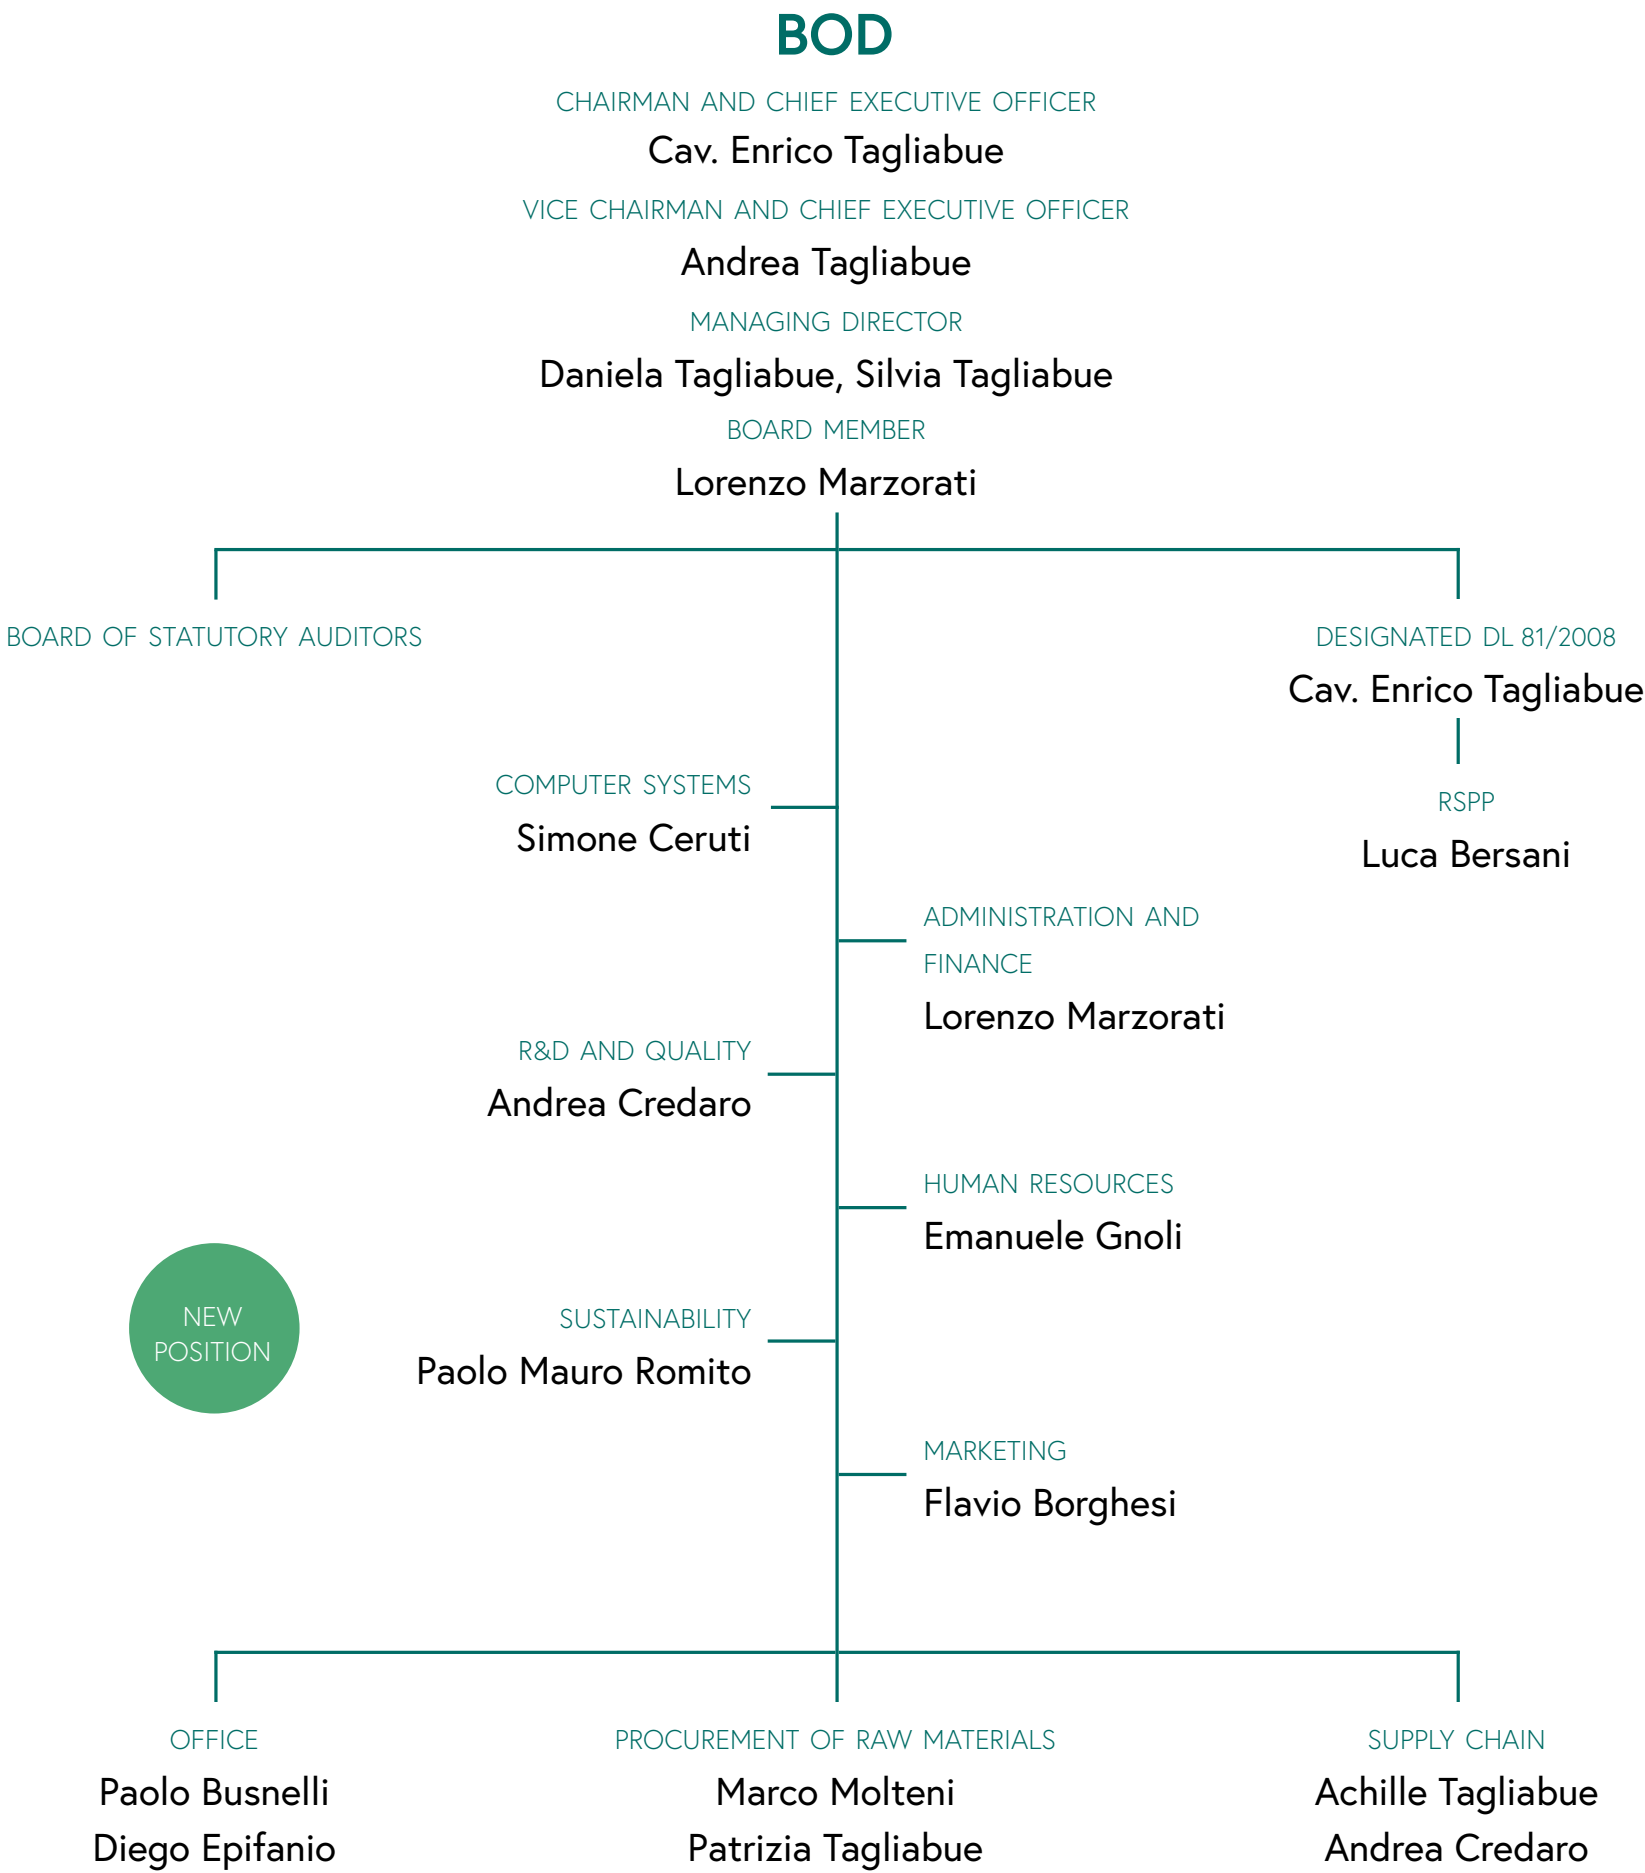 BOD
CHAIRMAN AND CHIEF EXECUTIVE OFFICER
Cav. Enrico Tagliabue
VICE CHAIRMAN AND CHIEF EXECUTIVE OFFICER
Andrea Tagliabue
MANAGING DIRECTOR
Daniela Tagliabue, Silvia Tagliabue
BOARD MEMBER
Lorenzo Marzorati
BOARD OF STATUTORY AUDITORS
DESIGNATED DL 81/2008
Cav. Enrico Tagliabue
RSPP
Luca Bersani
COMPUTER SYSTEMS
Simone Ceruti
ADMINISTRATION AND
FINANCE
Lorenzo Marzorati
R&D AND QUALITY
Andrea Credaro
HUMAN RESOURCES
Emanuele Gnoli
NEW
POSITION
SUSTAINABILITY
Paolo Mauro Romito
MARKETING
Flavio Borghesi
OFFICE
Paolo Busnelli
Diego Epifanio
PROCUREMENT OF RAW MATERIALS
Marco Molteni
Patrizia Tagliabue
SUPPLY CHAIN
Achille Tagliabue
Andrea Credaro